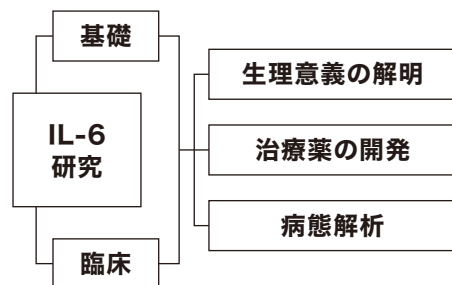 基礎
IL-6
研究
臨床
生理意義の解明
治療薬の開発
病態解析